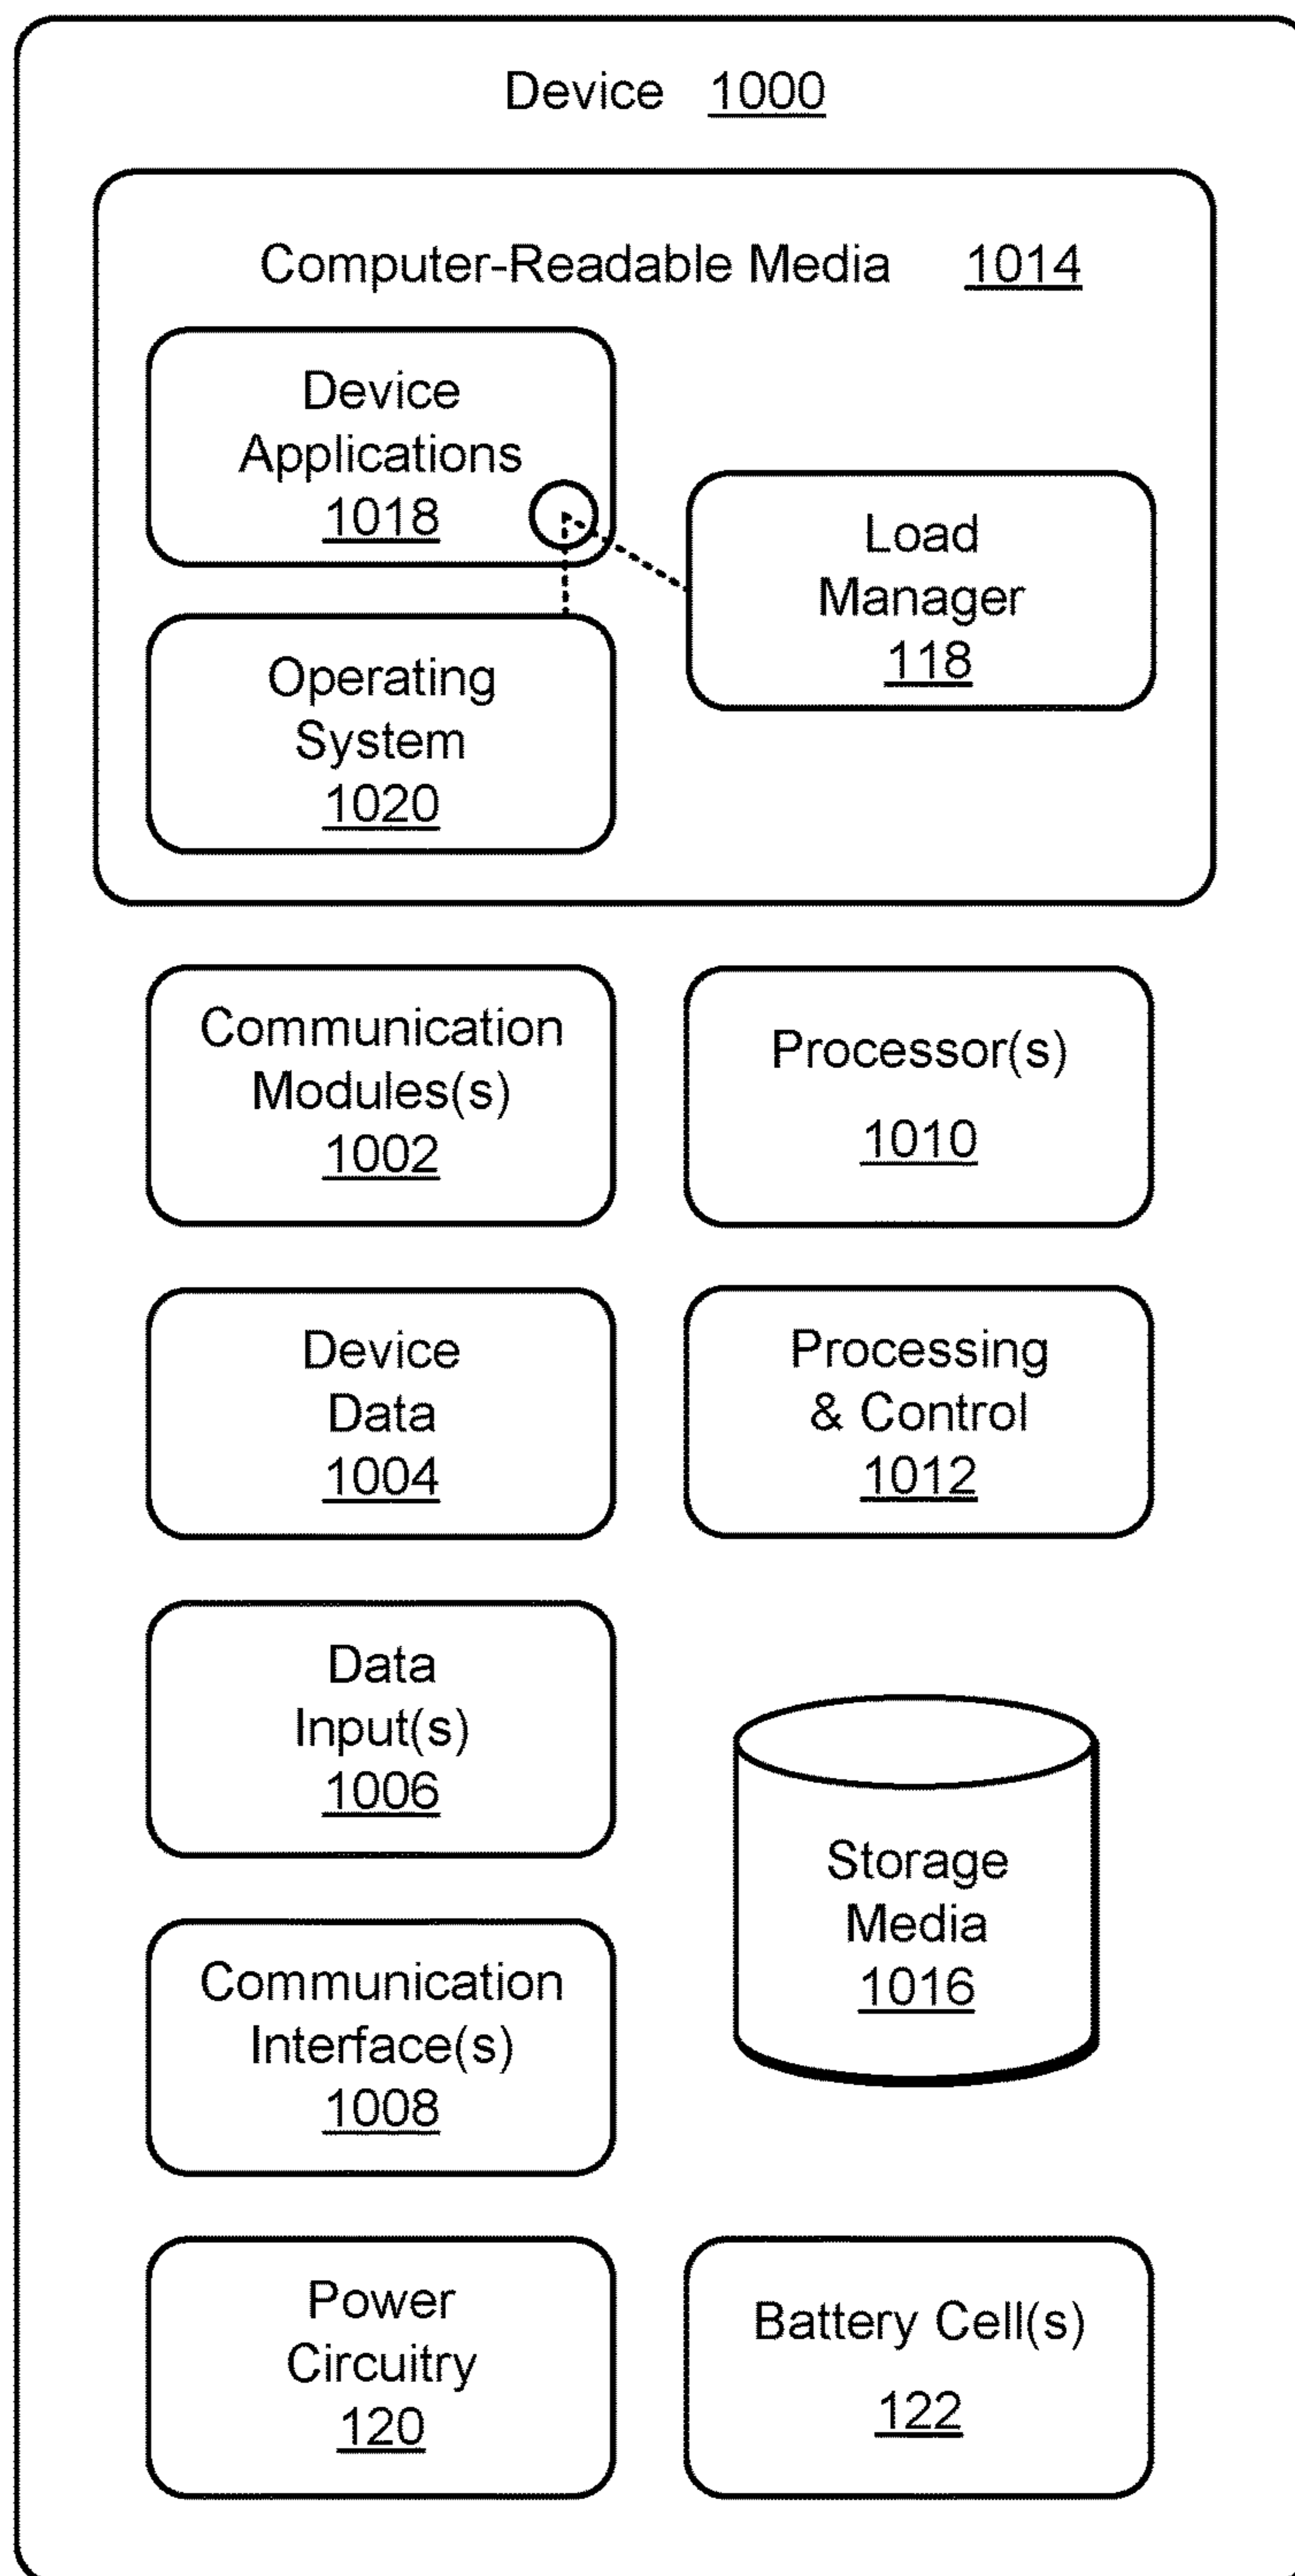 Device 1000
Computer-Readable Media 1014
Device
Applications
1018
Load
Manager
118
Operating
System
1020
Communication
Modules(s)
1002
Processor(s)
1010
Device
Data
1004
Processing
& Control
1012
Data
Input(s)
1006
Storage
Media
1016
Communication
Interface(s)
1008
Power
Circuitry
120
Battery Cell(s)
122